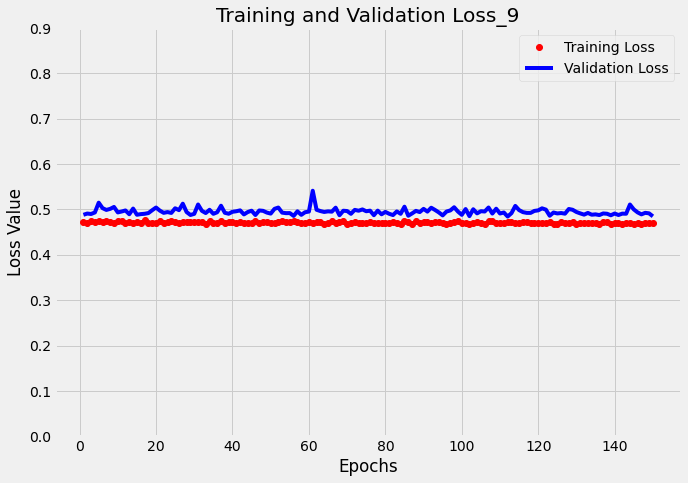 Training and Validation Loss_9
0.9
0.8
0.7
0.6
0.5
0.4
0.3
0.2
0.1
0.0
Loss Value
Training Loss
Validation Loss
0 20 40 60 80 100 120 140
Epochs